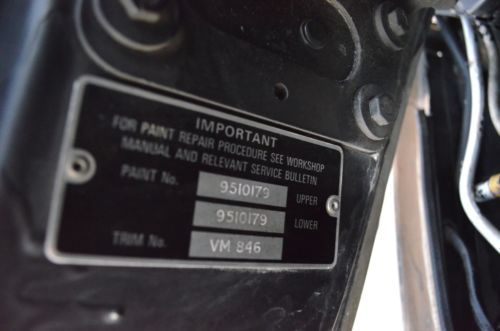 IMPORTANT
FOR PAINT REPAIR PROCEDURE SEE WORKSHOP
MANUAL AND RELEVANT SERVICE BULLETIN
PAINT No. 9510179 UPPER
9510179 LOWER
TRIM No. VM 846